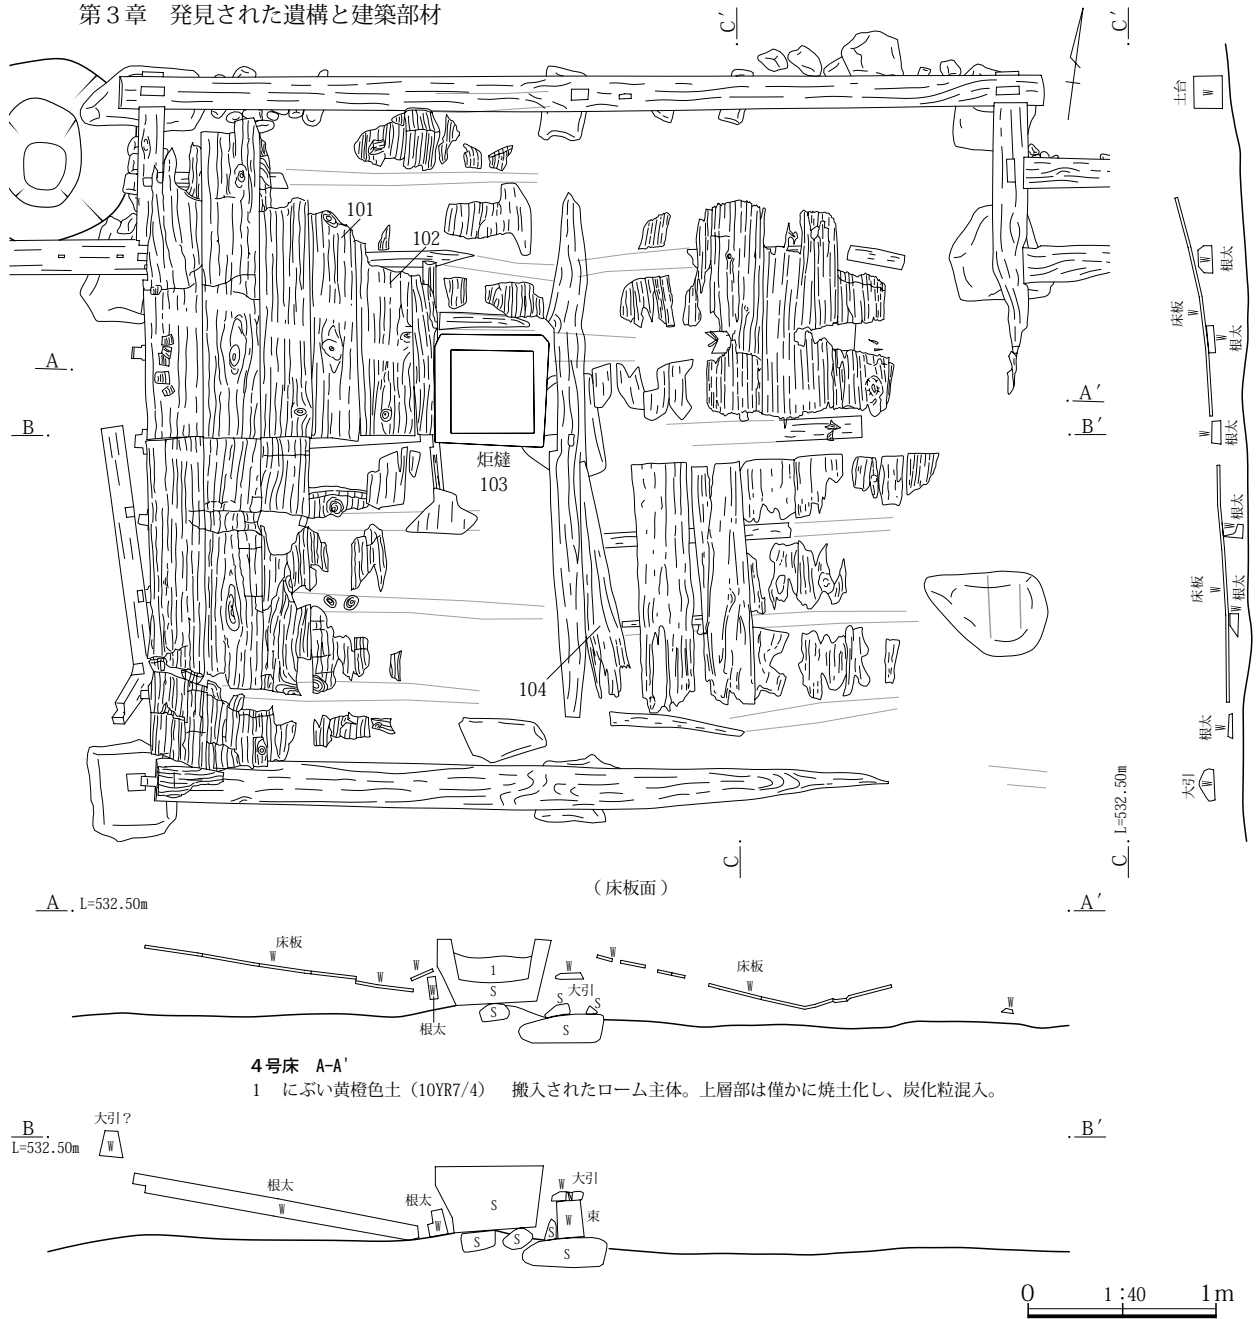 第３章　発見された遺構と建築部材
C′
C′
土台
W
101
102
根太
W
床板
W
根太
W
A
A′
B
B′
根太
W
炬燵
103
根太
W
床板
W
根太
W
104
根太
W
大引
W
L=532.50m
C
C
（床板面）
A
L=532.50m
A′
床板
W
W
W
W
根太
1
S
S
W
大引
S
S
S
W
床板
W
W
４号床　A-A'
1　にぶい黄橙色土（10YR7/4）　搬入されたローム主体。上層部は僅かに焼土化し、炭化粒混入。
大引？
B
L=532.50m
W
B′
根太
W
根太
W
S
大引
W
W
W
束
S
S
S
S
0
1：40
1m